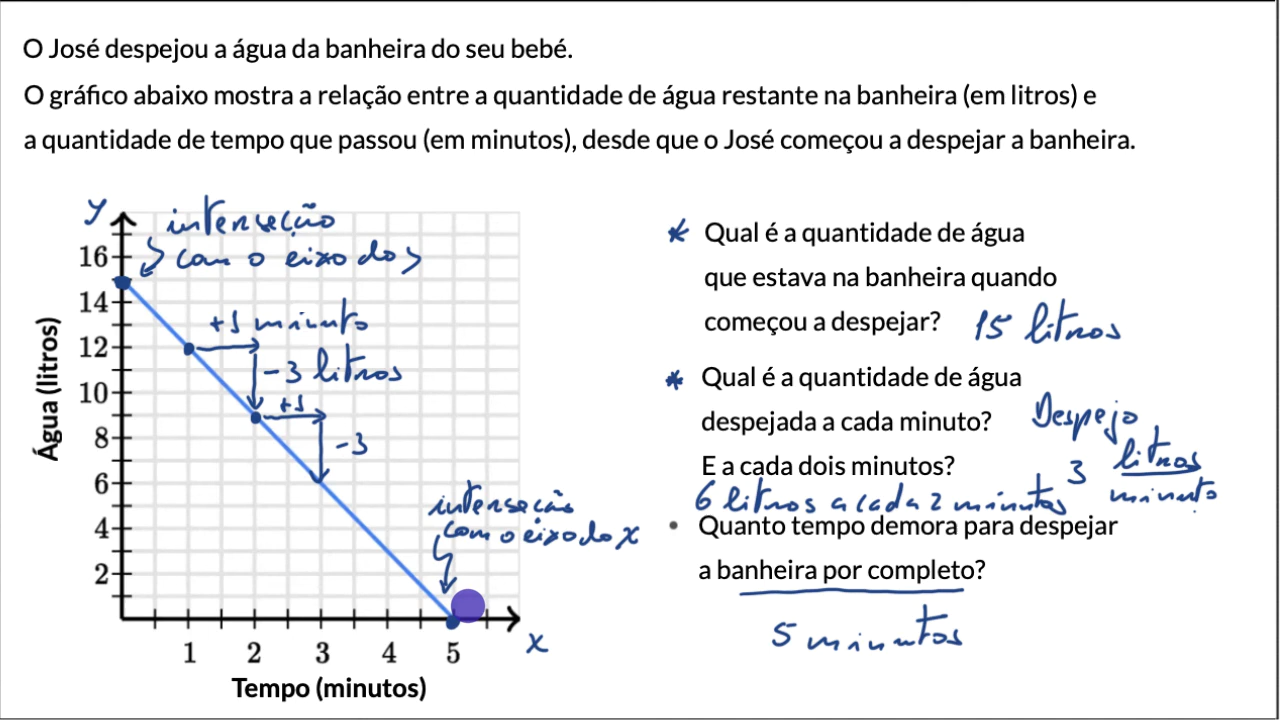 O José despejou a água da banheira do seu bebé.
O gráfico abaixo mostra a relação entre a quantidade de água restante na banheira (em litros) e
a quantidade de tempo que passou (em minutos), desde que o José começou a despejar a banheira.
y
interseção
com o eixo do y
16
14
12
10
8
6
4
2
Água (litros)
+1 minuto
-3 litros
+1
-3
interseção
com o eixo do x
1 2 3 4 5
x
Tempo (minutos)
* Qual é a quantidade de água
que estava na banheira quando
começou a despejar? 15 litros
* Qual é a quantidade de água
despejada a cada minuto? Despejo
E a cada dois minutos? 3 litros
minuto
6 litros a cada 2 minutos
• Quanto tempo demora para despejar
a banheira por completo?
5 minutos